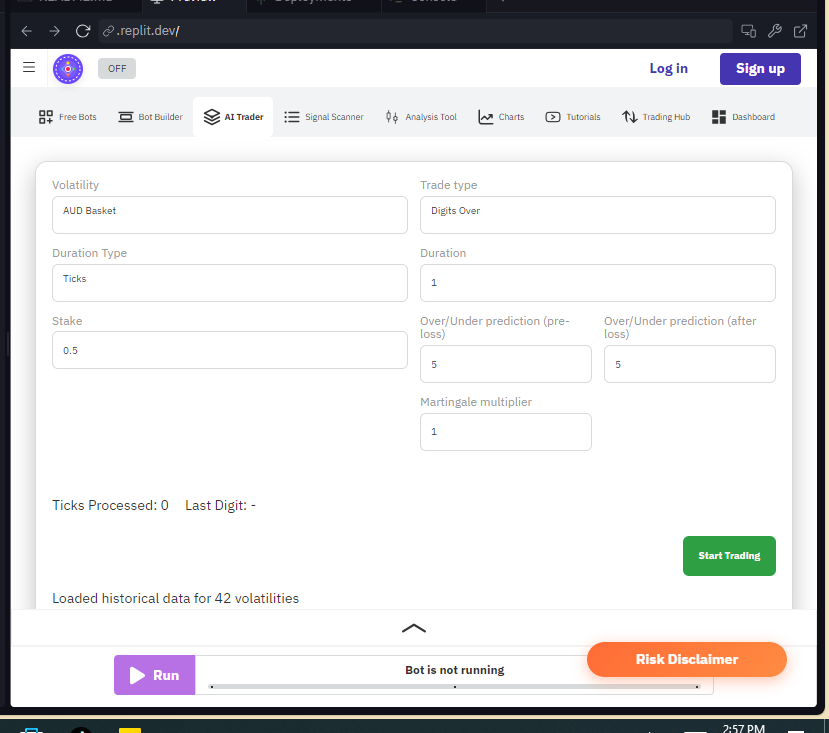 .replit.dev/
OFF
Log in
Sign up
Free Bots
Bot Builder
AI Trader
Signal Scanner
Analysis Tool
Charts
Tutorials
Trading Hub
Dashboard
Volatility
Trade type
AUD Basket
Digits Over
Duration Type
Duration
Ticks
1
Stake
Over/Under prediction (pre-
loss)
Over/Under prediction (after
loss)
0.5
5
5
Martingale multiplier
1
Ticks Processed: 0 Last Digit: -
Start Trading
Loaded historical data for 42 volatilities
Risk Disclaimer
Run
Bot is not running
2:57 PM